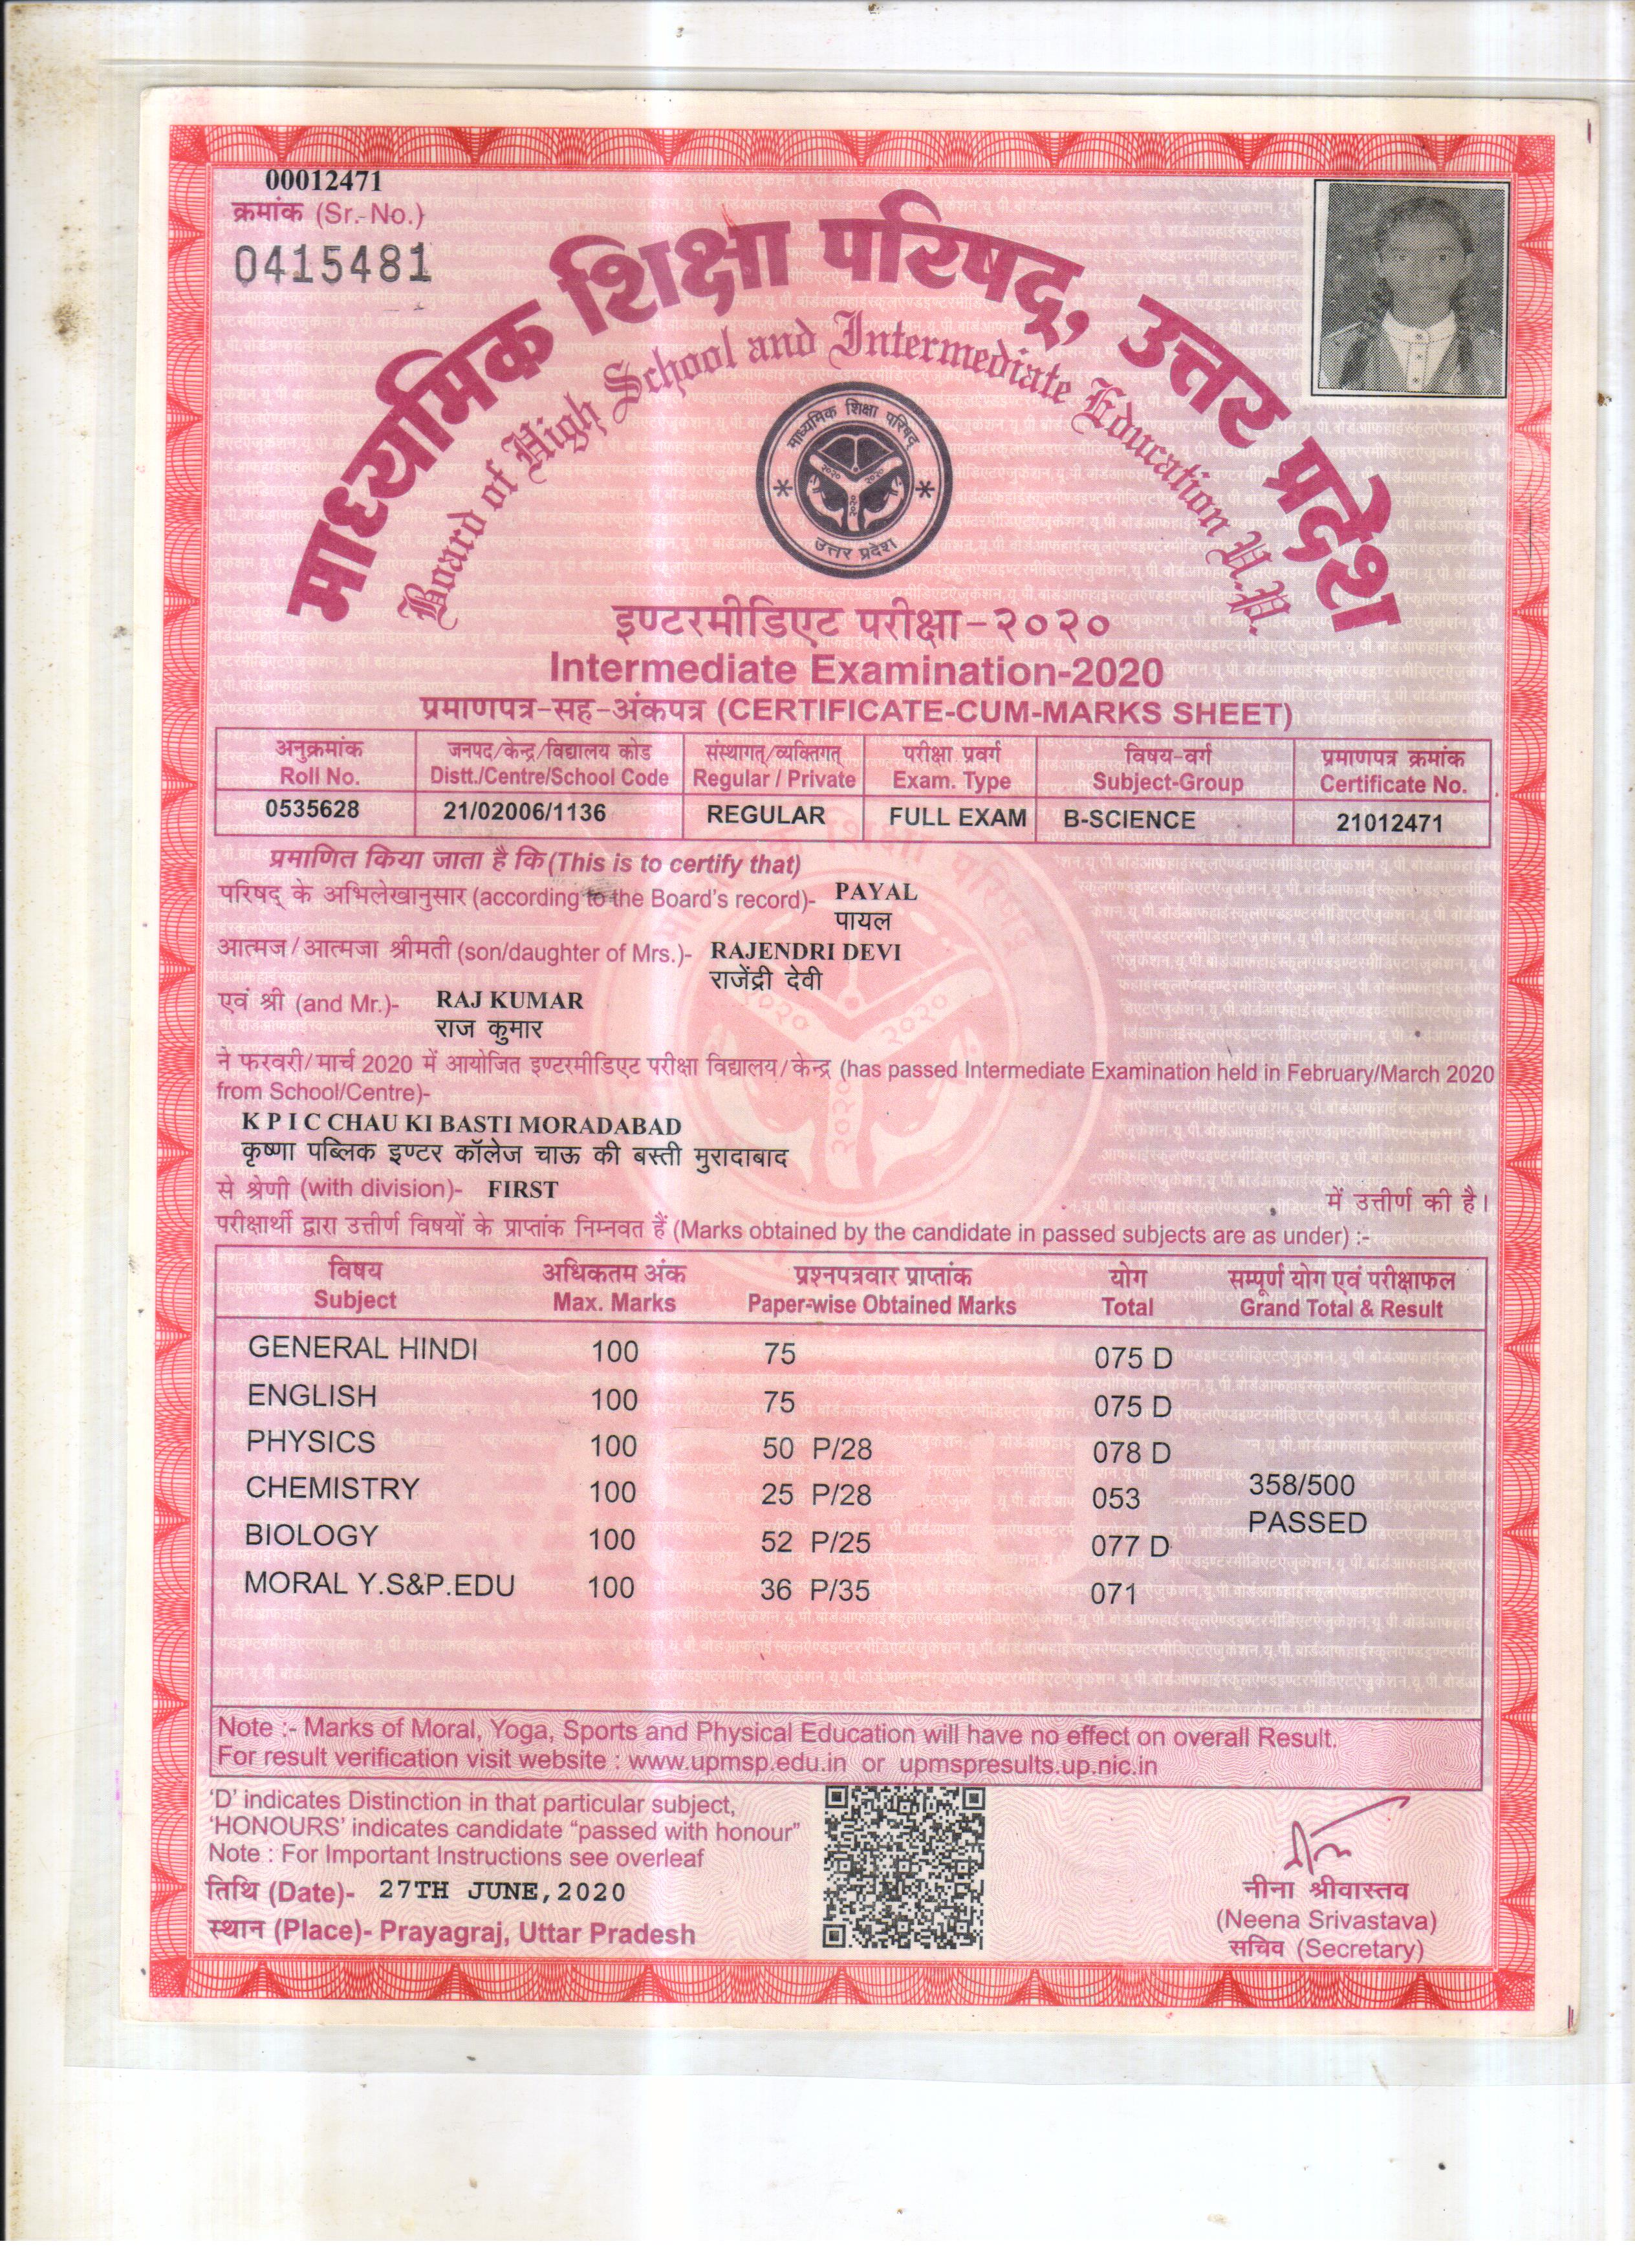 00012471
क्रमांक (Sr.-No.)
0415481
माध्यमिक शिक्षा परिषद्, उत्तर प्रदेश
Board of High School and Intermediate Education U.P.
माध्यमिक शिक्षा परिषद
२०२० २०२०
२०२०
उत्तर प्रदेश
इण्टरमीडिएट परीक्षा-२०२०
Intermediate Examination-2020
प्रमाणपत्र-सह-अंकपत्र (CERTIFICATE-CUM-MARKS SHEET)
अनुक्रमांक जनपद/केन्द्र/विद्यालय कोड संस्थागत्/व्यक्तिगत् परीक्षा प्रवर्ग विषय-वर्ग प्रमाणपत्र क्रमांक
Roll No. Distt./Centre/School Code Regular / Private Exam. Type Subject-Group Certificate No.
0535628 21/02006/1136 REGULAR FULL EXAM B-SCIENCE 21012471
प्रमाणित किया जाता है कि (This is to certify that)
परिषद् के अभिलेखानुसार (according to the Board's record)- PAYAL
पायल
आत्मज/आत्मजा श्रीमती (son/daughter of Mrs.)- RAJENDRI DEVI
राजेंद्री देवी
एवं श्री (and Mr.)- RAJ KUMAR
राज कुमार
ने फरवरी/मार्च 2020 में आयोजित इण्टरमीडिएट परीक्षा विद्यालय/केन्द्र (has passed Intermediate Examination held in February/March 2020
from School/Centre)-
K P I C CHAU KI BASTI MORADABAD
कृष्णा पब्लिक इण्टर कॉलेज चाऊ की बस्ती मुरादाबाद
से श्रेणी (with division)- FIRST में उत्तीर्ण की है।
परीक्षार्थी द्वारा उत्तीर्ण विषयों के प्राप्तांक निम्नवत हैं (Marks obtained by the candidate in passed subjects are as under) :-
विषय अधिकतम अंक प्रश्नपत्रवार प्राप्तांक योग सम्पूर्ण योग एवं परीक्षाफल
Subject Max. Marks Paper-wise Obtained Marks Total Grand Total & Result
GENERAL HINDI 100 75 075 D
ENGLISH 100 75 075 D
PHYSICS 100 50 P/28 078 D
CHEMISTRY 100 25 P/28 053 358/500
PASSED
BIOLOGY 100 52 P/25 077 D
MORAL Y.S&P.EDU 100 36 P/35 071
Note :- Marks of Moral, Yoga, Sports and Physical Education will have no effect on overall Result.
For result verification visit website : www.upmsp.edu.in or upmspresults.up.nic.in
'D' indicates Distinction in that particular subject,
'HONOURS' indicates candidate "passed with honour"
Note : For Important Instructions see overleaf
तिथि (Date)- 27TH JUNE,2020
स्थान (Place)- Prayagraj, Uttar Pradesh
नीना श्रीवास्तव
(Neena Srivastava)
सचिव (Secretary)